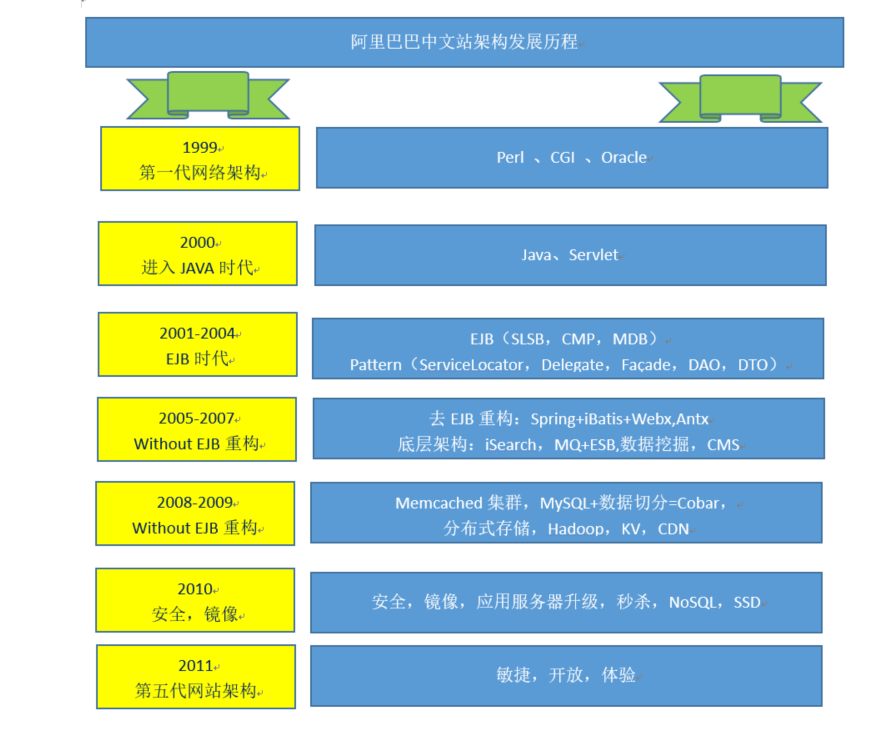 阿里巴巴中文站架构发展历程
1999
第一代网络架构
Perl 、CGI 、Oracle
2000
进入 JAVA 时代
Java、Servlet
2001-2004
EJB 时代
EJB（SLSB，CMP，MDB）
Pattern（ServiceLocator，Delegate，Façade，DAO，DTO）
2005-2007
Without EJB 重构
去 EJB 重构：Spring+iBatis+Webx,Antx
底层架构：iSearch，MQ+ESB,数据挖掘，CMS
2008-2009
Without EJB 重构
Memcached 集群，MySQL+数据切分=Cobar，
分布式存储，Hadoop，KV，CDN
2010
安全，镜像
安全，镜像，应用服务器升级，秒杀，NoSQL，SSD
2011
第五代网站架构
敏捷，开放，体验